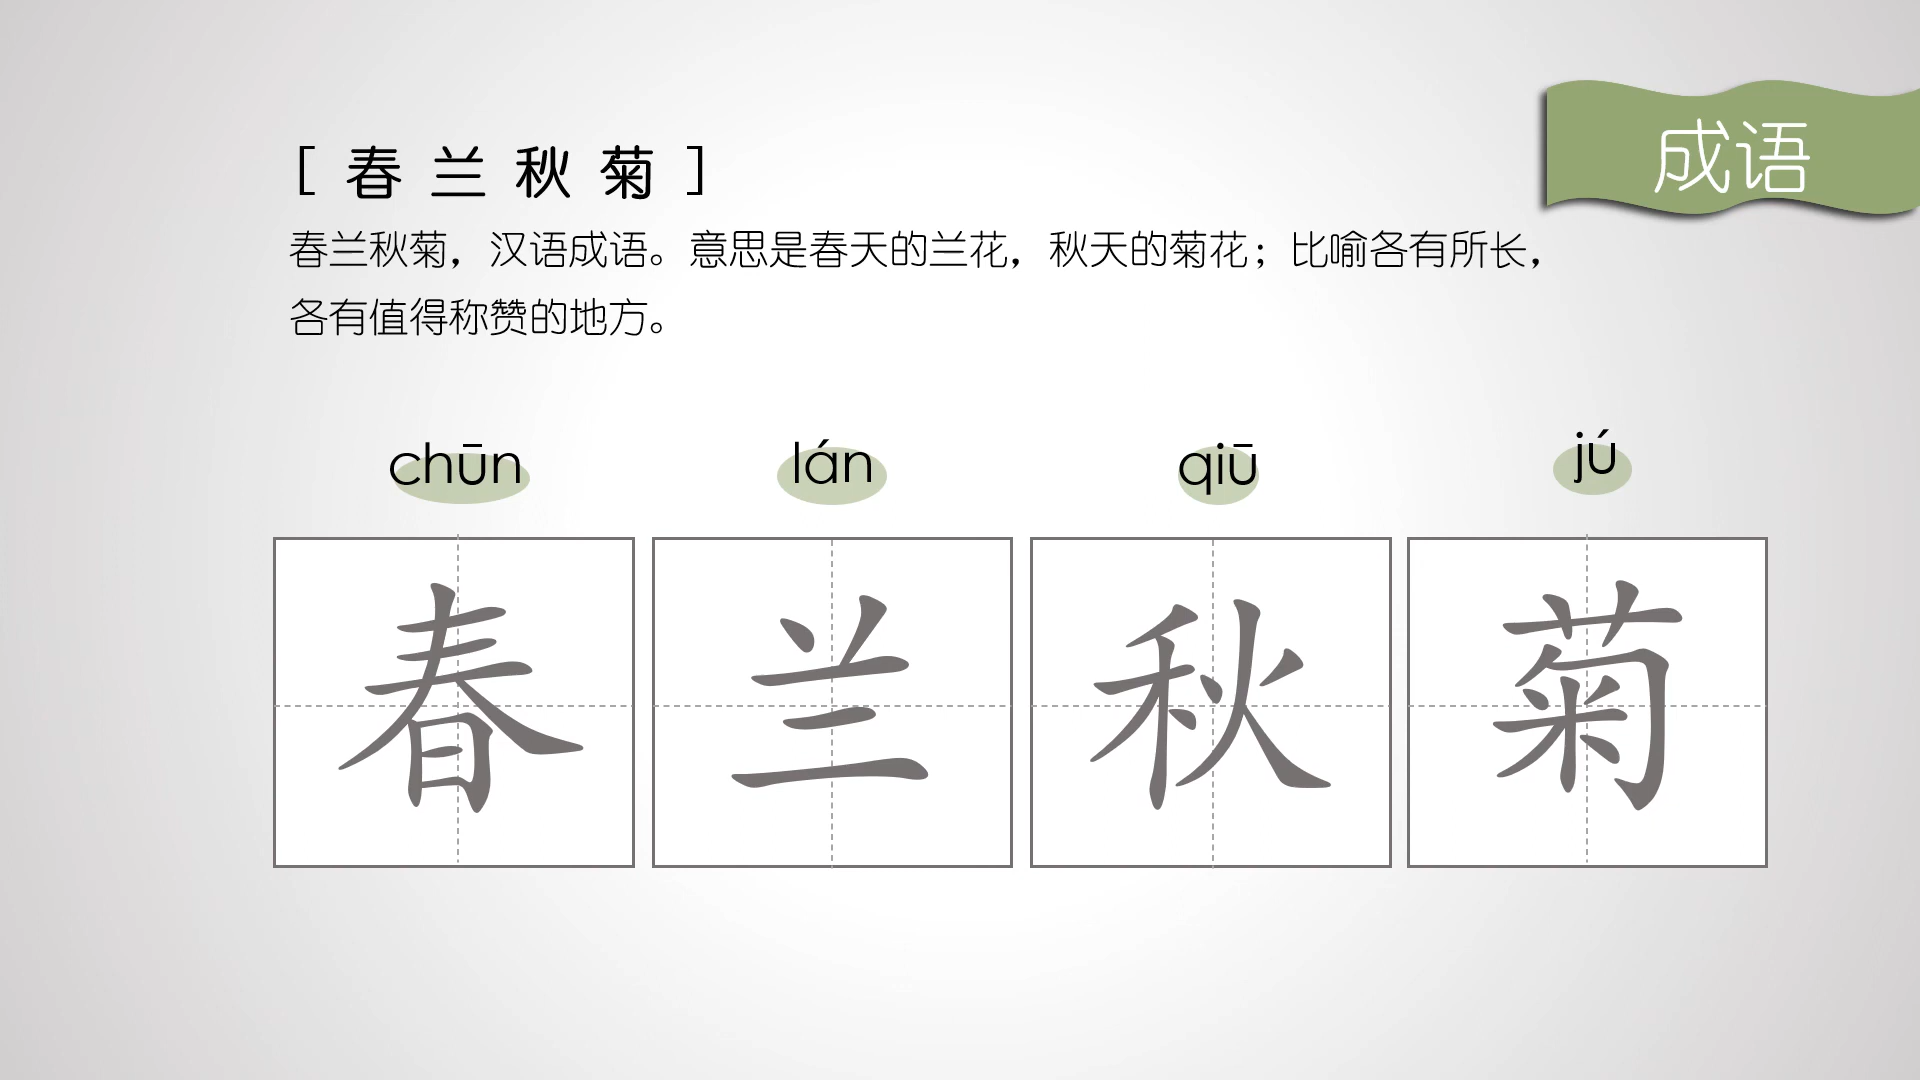 成语
[ 春 兰 秋 菊 ]
春兰秋菊，汉语成语。意思是春天的兰花，秋天的菊花；比喻各有所长，
各有值得称赞的地方。
chūn lán qiū jú
春 兰 秋 菊